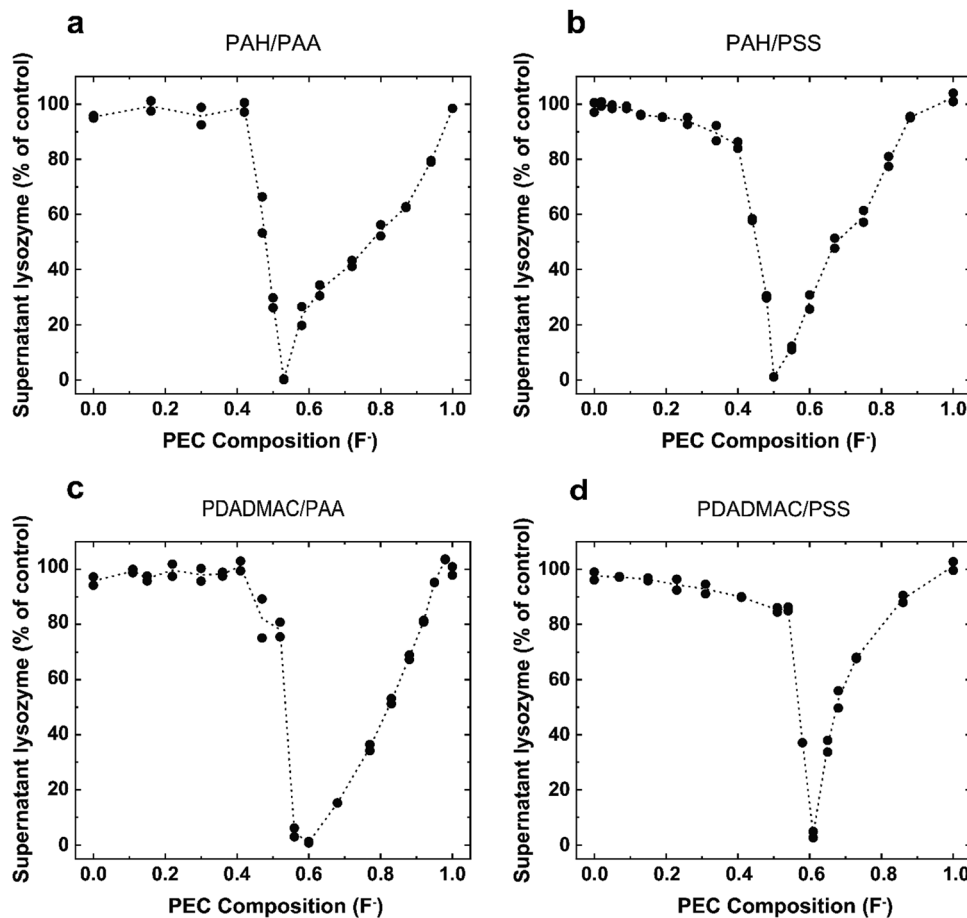 a
PAH/PAA
Supernatant lysozyme (% of control)
100
80
60
40
20
0
0.0 0.2 0.4 0.6 0.8 1.0
PEC Composition (F⁻)
b
PAH/PSS
Supernatant lysozyme (% of control)
100
80
60
40
20
0
0.0 0.2 0.4 0.6 0.8 1.0
PEC Composition (F⁻)
c
PDADMAC/PAA
Supernatant lysozyme (% of control)
100
80
60
40
20
0
0.0 0.2 0.4 0.6 0.8 1.0
PEC Composition (F⁻)
d
PDADMAC/PSS
Supernatant lysozyme (% of control)
100
80
60
40
20
0
0.0 0.2 0.4 0.6 0.8 1.0
PEC Composition (F⁻)